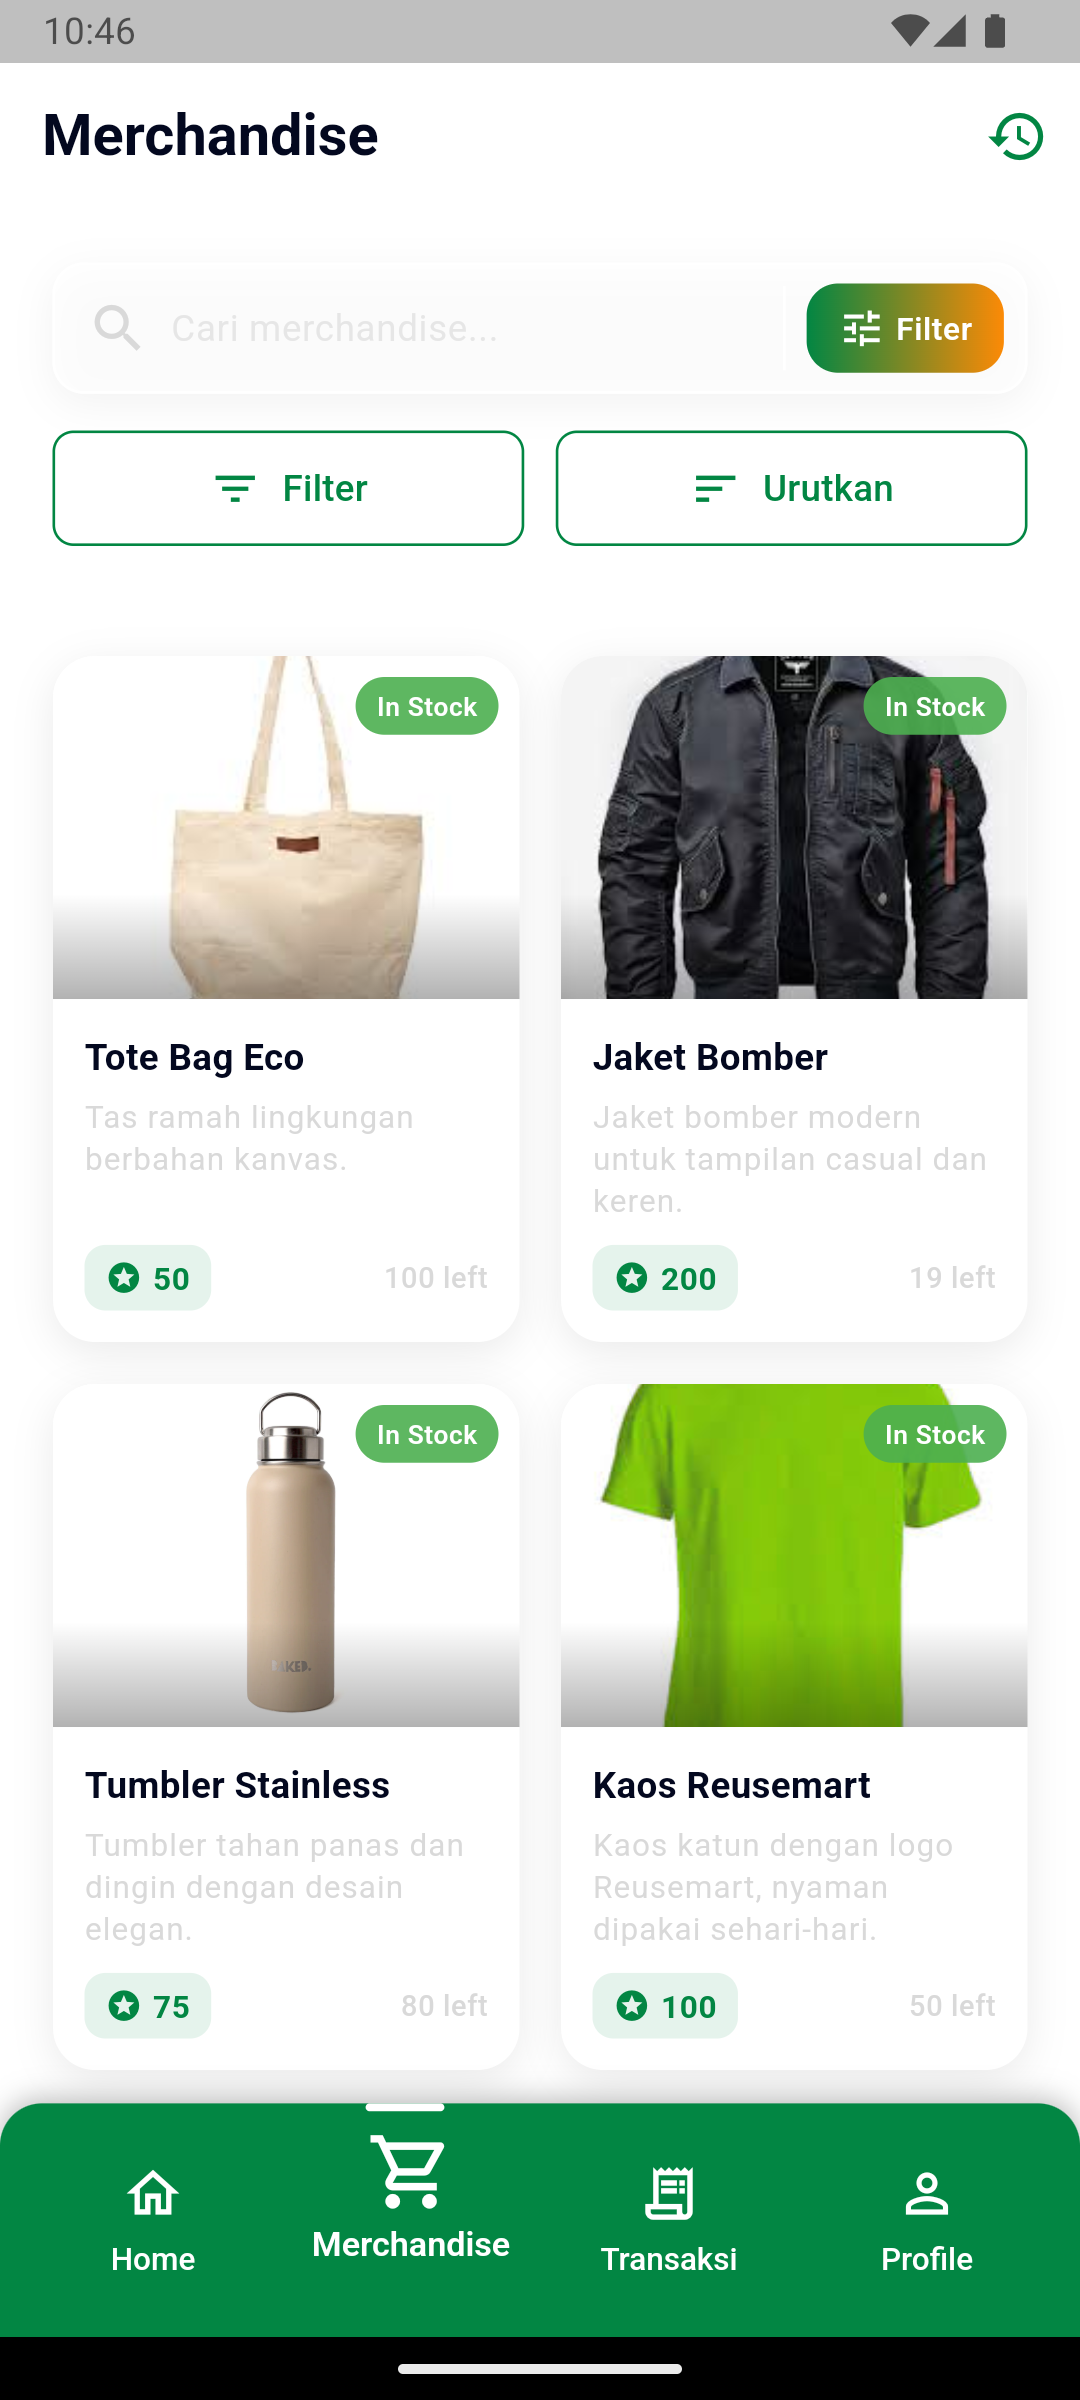 10:46
Merchandise
Cari merchandise...
Filter
Filter
Urutkan
In Stock
In Stock
Tote Bag Eco
Tas ramah lingkungan
berbahan kanvas.
50
100 left
Jaket Bomber
Jaket bomber modern
untuk tampilan casual dan
keren.
200
19 left
In Stock
In Stock
Tumbler Stainless
Tumbler tahan panas dan
dingin dengan desain
elegan.
75
80 left
Kaos Reusemart
Kaos katun dengan logo
Reusemart, nyaman
dipakai sehari-hari.
100
50 left
Home
Merchandise
Transaksi
Profile